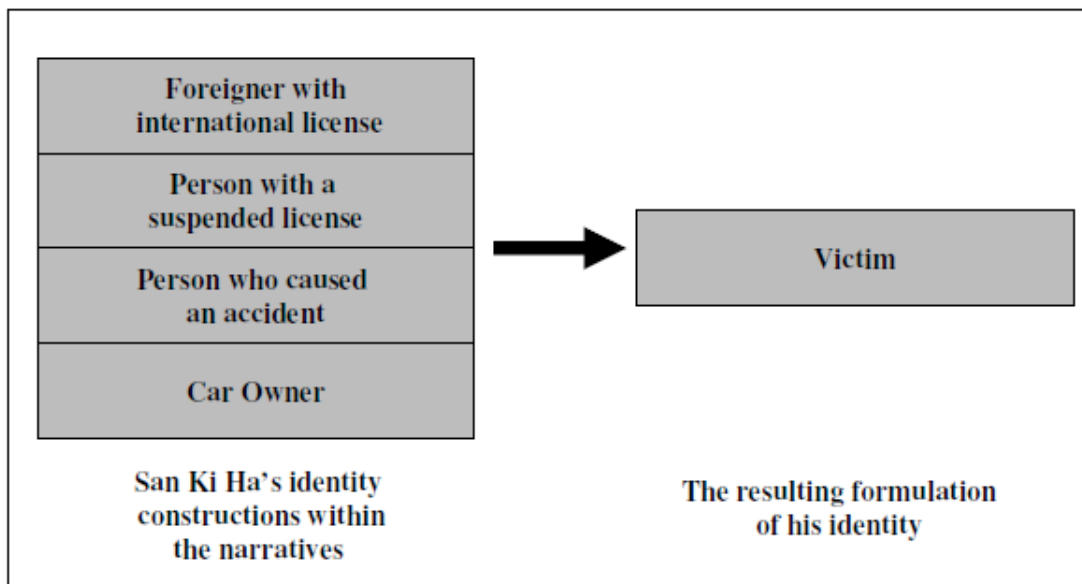 Foreigner with
international license
Person with a
suspended license
Person who caused
an accident
Car Owner
San Ki Ha's identity
constructions within
the narratives
Victim
The resulting formulation
of his identity